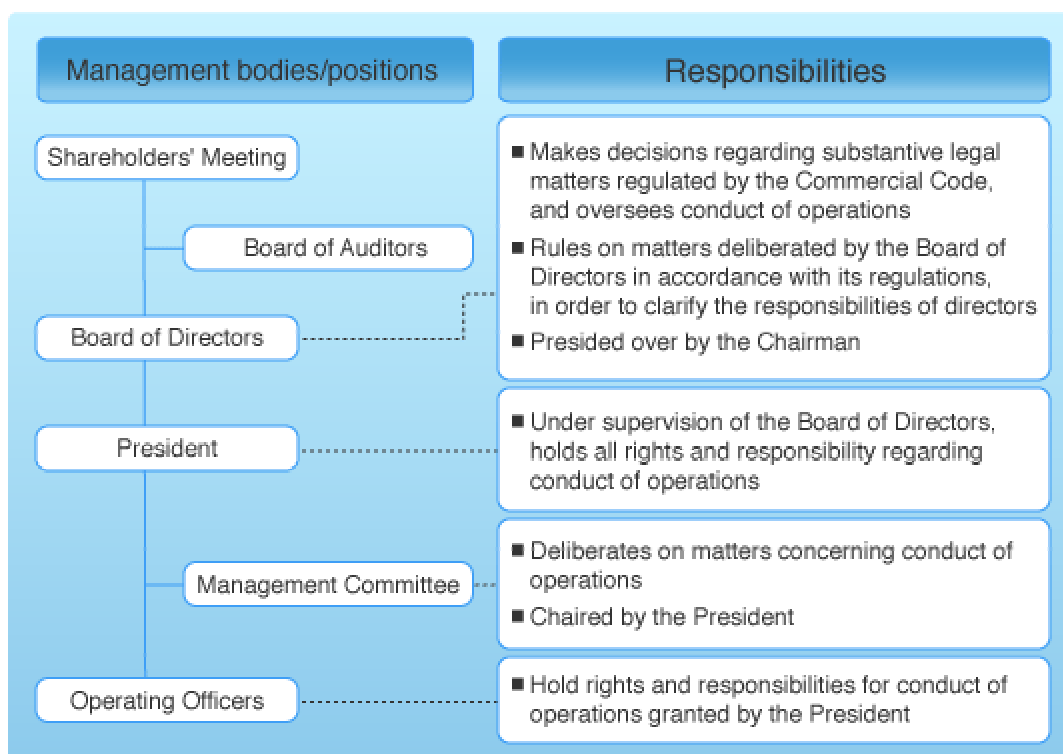 Management bodies/positions
Responsibilities
Shareholders' Meeting
Board of Auditors
Board of Directors
■ Makes decisions regarding substantive legal
matters regulated by the Commercial Code,
and oversees conduct of operations
■ Rules on matters deliberated by the Board of
Directors in accordance with its regulations,
in order to clarify the responsibilities of directors
■ Presided over by the Chairman
President
■ Under supervision of the Board of Directors,
holds all rights and responsibility regarding
conduct of operations
Management Committee
■ Deliberates on matters concerning conduct of
operations
■ Chaired by the President
Operating Officers
■ Hold rights and responsibilities for conduct of
operations granted by the President